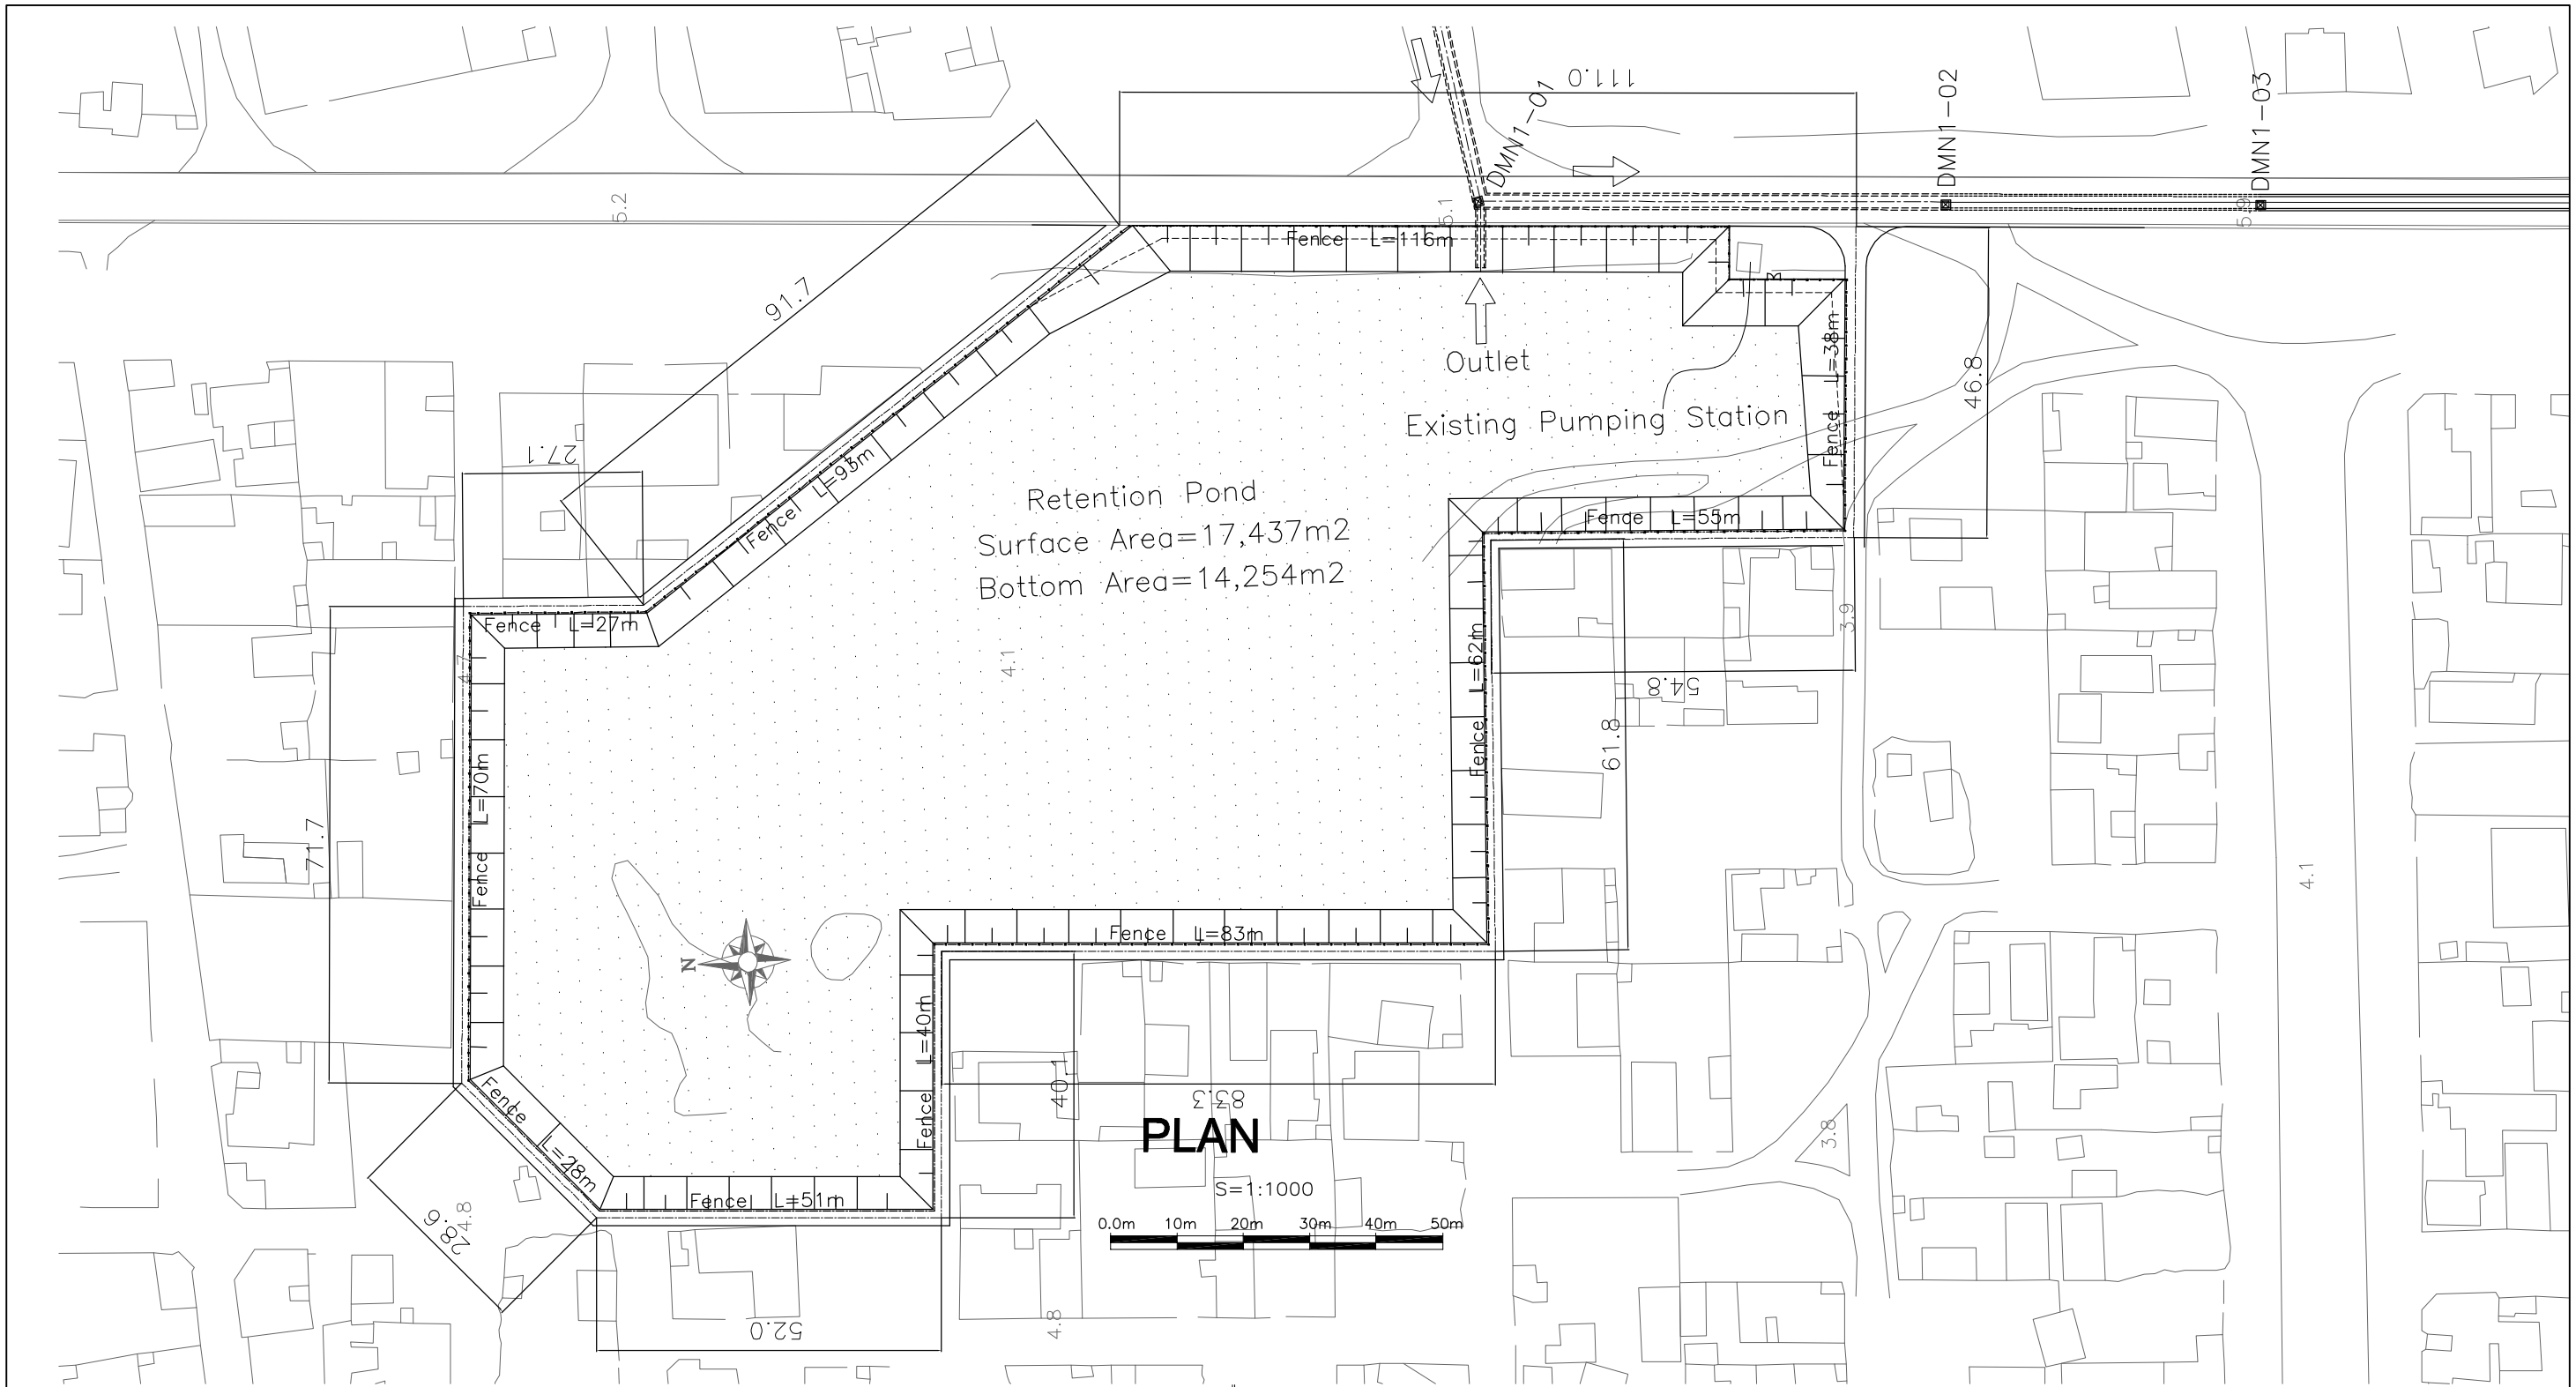 111.0
DMN1-01
DMN1-02
DMN1-03
5.2
5.1
5.9
Fence L=116m
91.7
3
Fence L=38m
46.8
Outlet
Existing Pumping Station
27.1
Fence L=93m
Retention Pond
Surface Area=17,437m2
Bottom Area=14,254m2
Fence L=55m
Fence L=27m
4.7
4.1
Fence L=62m
3.9
54.8
61.8
Fence L=70m
71.7
4.1
Fence L=83m
N
Fence L=40m
40.1
83.3
PLAN
S=1:1000
0.0m 10m 20m 30m 40m 50m
3.8
Fence L=28m
Fence L=51m
28.6
4.8
52.0
4.8